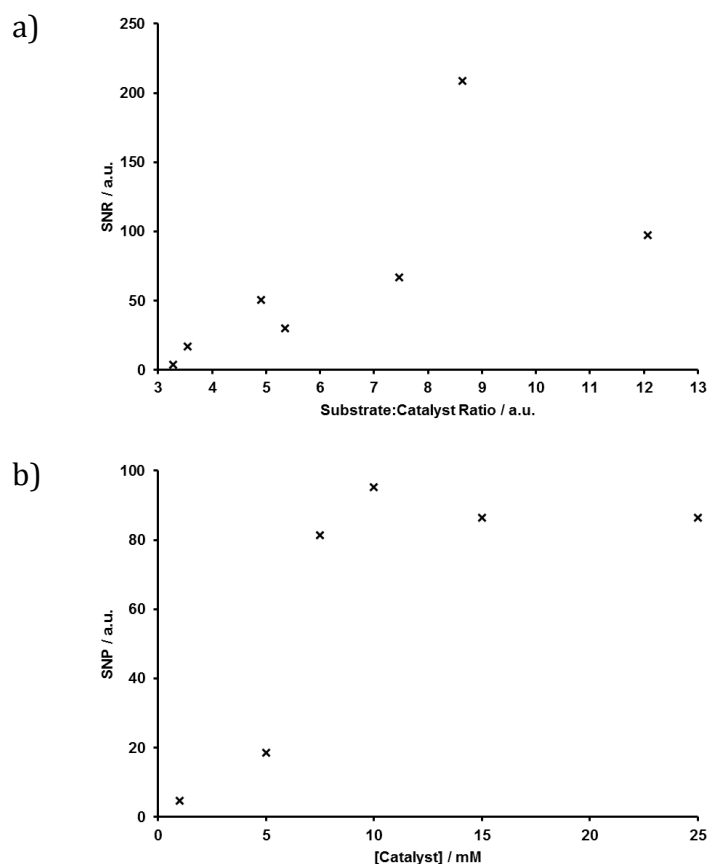 a)
250
200
150
100
50
0
SNR / a.u.
3 4 5 6 7 8 9 10 11 12 13
Substrate:Catalyst Ratio / a.u.
b)
100
80
60
40
20
0
SNP / a.u.
0 5 10 15 20 25
[Catalyst] / mM